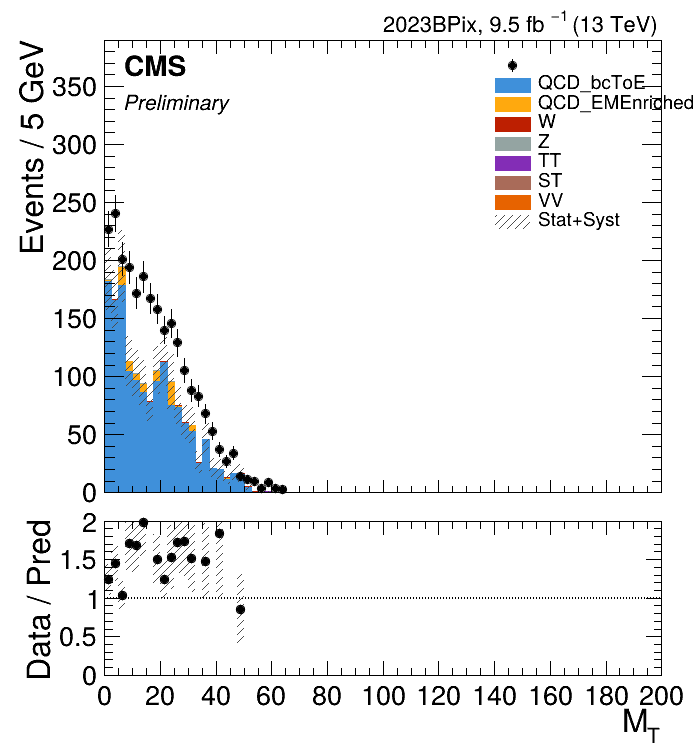 2023BPix, 9.5 fb⁻¹ (13 TeV)
CMS
Preliminary
QCD_bcToE
QCD_EMEnriched
W
Z
TT
ST
VV
Stat+Syst
Events / 5 GeV
350
300
250
200
150
100
50
0
Data / Pred
2
1.5
1
0.5
0
0 20 40 60 80 100 120 140 160 180 200
M_T